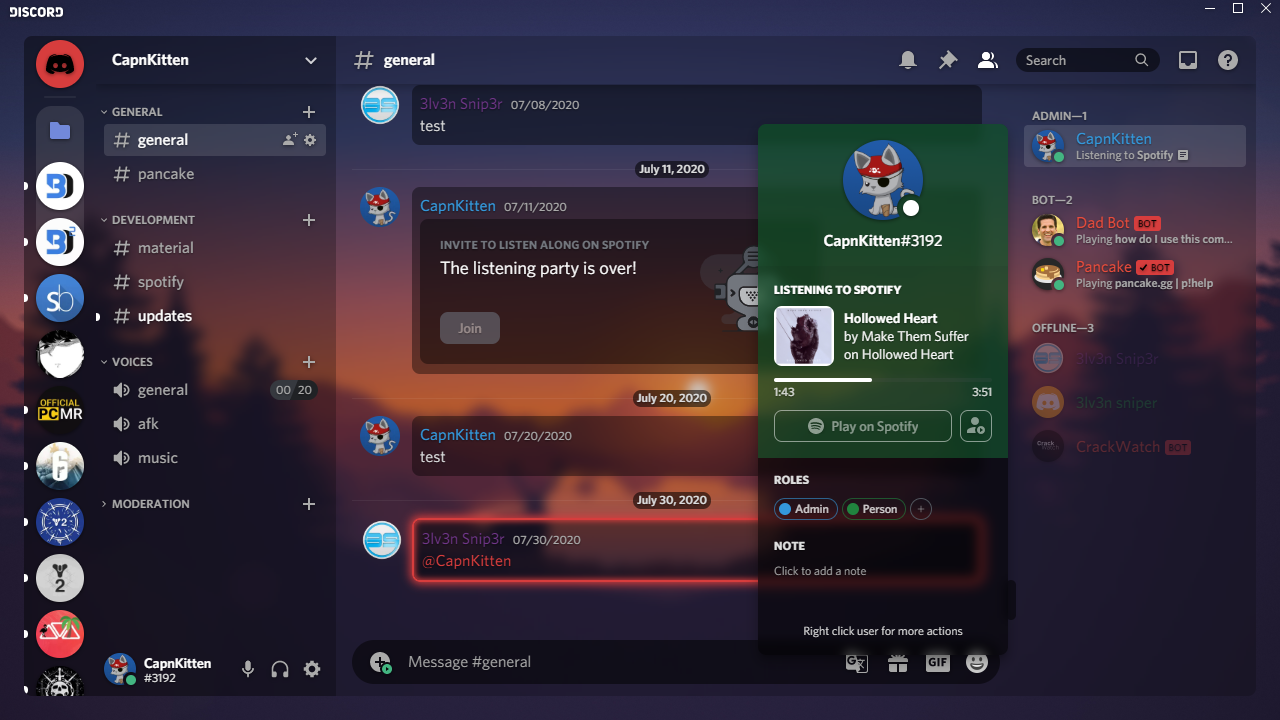 DISCORD
CapnKitten
GENERAL
general
pancake
DEVELOPMENT
material
spotify
updates
VOICES
general
00 20
afk
music
MODERATION
OFFICIAL
PCMR
sb
Y2
2
CapnKitten
#3192
general
Search
3lv3n Snip3r 07/08/2020
test
July 11, 2020
CapnKitten 07/11/2020
INVITE TO LISTEN ALONG ON SPOTIFY
The listening party is over!
Join
July 20, 2020
CapnKitten 07/20/2020
test
July 30, 2020
3lv3n Snip3r 07/30/2020
@CapnKitten
Message #general
GIF
CapnKitten#3192
LISTENING TO SPOTIFY
Hollowed Heart
by Make Them Suffer
on Hollowed Heart
1:43 3:51
Play on Spotify
ROLES
Admin Person +
NOTE
Click to add a note
Right click user for more actions
ADMIN—1
CapnKitten
Listening to Spotify
BOT—2
Dad Bot BOT
Playing how do I use this com...
Pancake BOT
Playing pancake.gg | p!help
OFFLINE—3
3lv3n Snip3r
3lv3n sniper
CrackWatch BOT